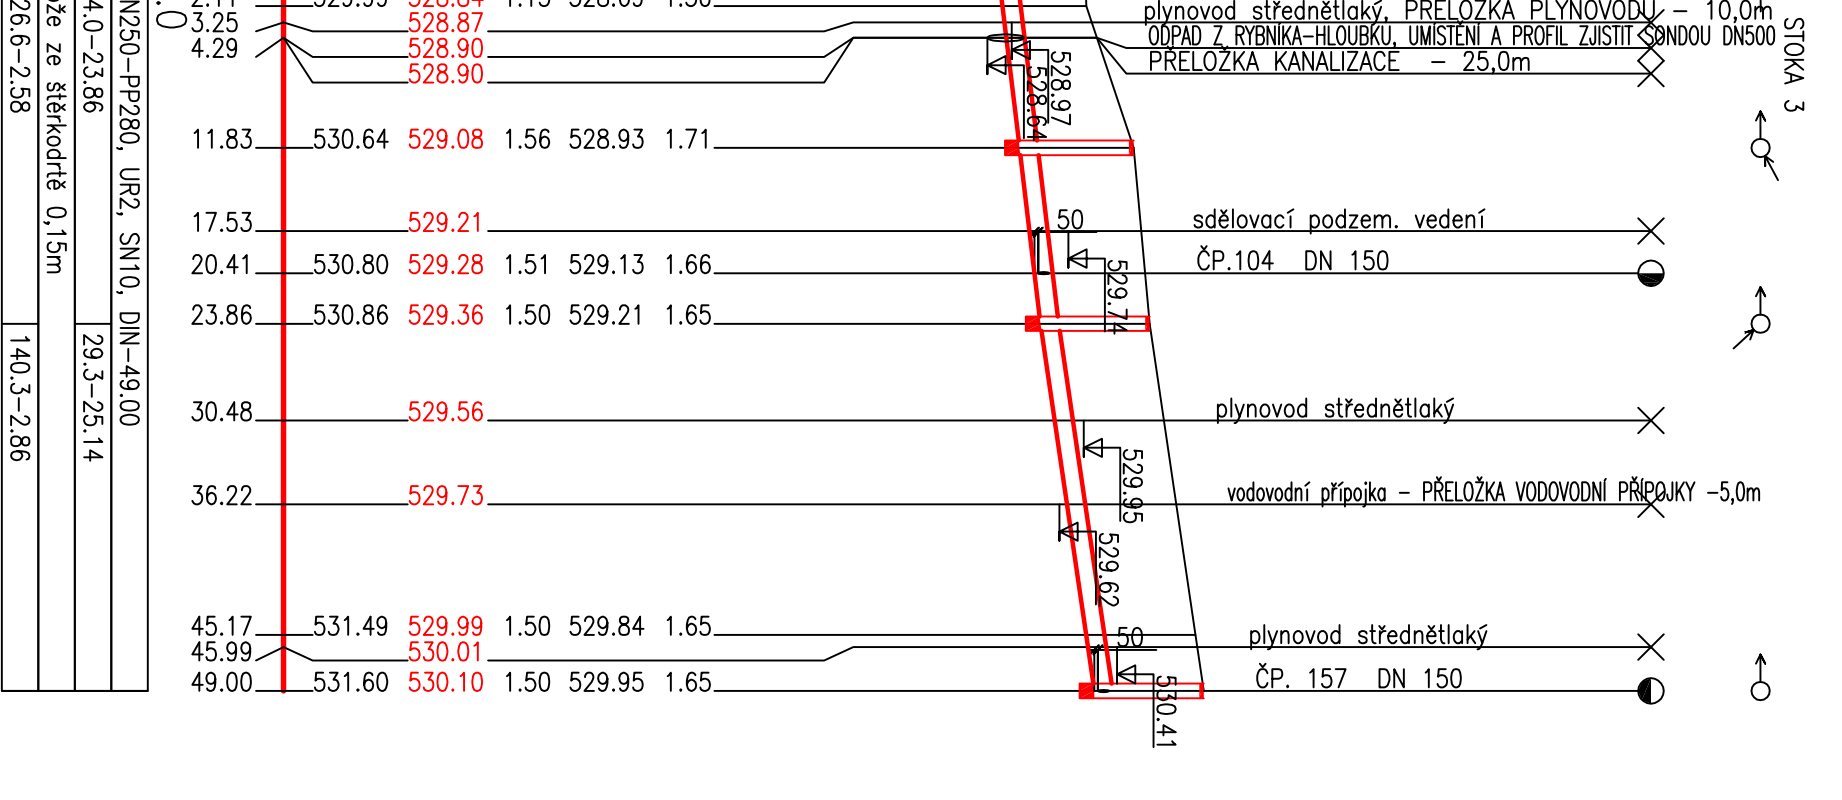 3.25 528.87 plynovod střednětlaký, PŘELOŽKA PLYNOVODU – 10,0m
4.29 528.90 ODPAD Z RYBNÍKA-HLOUBKU, UMÍSTĚNÍ A PROFIL ZJISTIT SONDOU DN500
528.90 PŘELOŽKA KANALIZACE – 25,0m
528.97
528.64
11.83 530.64 529.08 1.56 528.93 1.71
17.53 529.21 50 sdělovací podzem. vedení
20.41 530.80 529.28 1.51 529.13 1.66 ČP.104 DN 150
529.74
23.86 530.86 529.36 1.50 529.21 1.65
30.48 529.56 plynovod střednětlaký
529.95
36.22 529.73 vodovodní přípojka – PŘELOŽKA VODOVODNÍ PŘÍPOJKY -5,0m
529.62
45.17 531.49 529.99 1.50 529.84 1.65
45.99 530.01 50 plynovod střednětlaký
49.00 531.60 530.10 1.50 529.95 1.65 ČP. 157 DN 150
530.41
STOKA 3
N250-PP280, UR2, SN10, DIN-49.00
4.0-23.86 29.3-25.14
že ze štěrkodrtě 0,15m
26.6-2.58 140.3-2.86